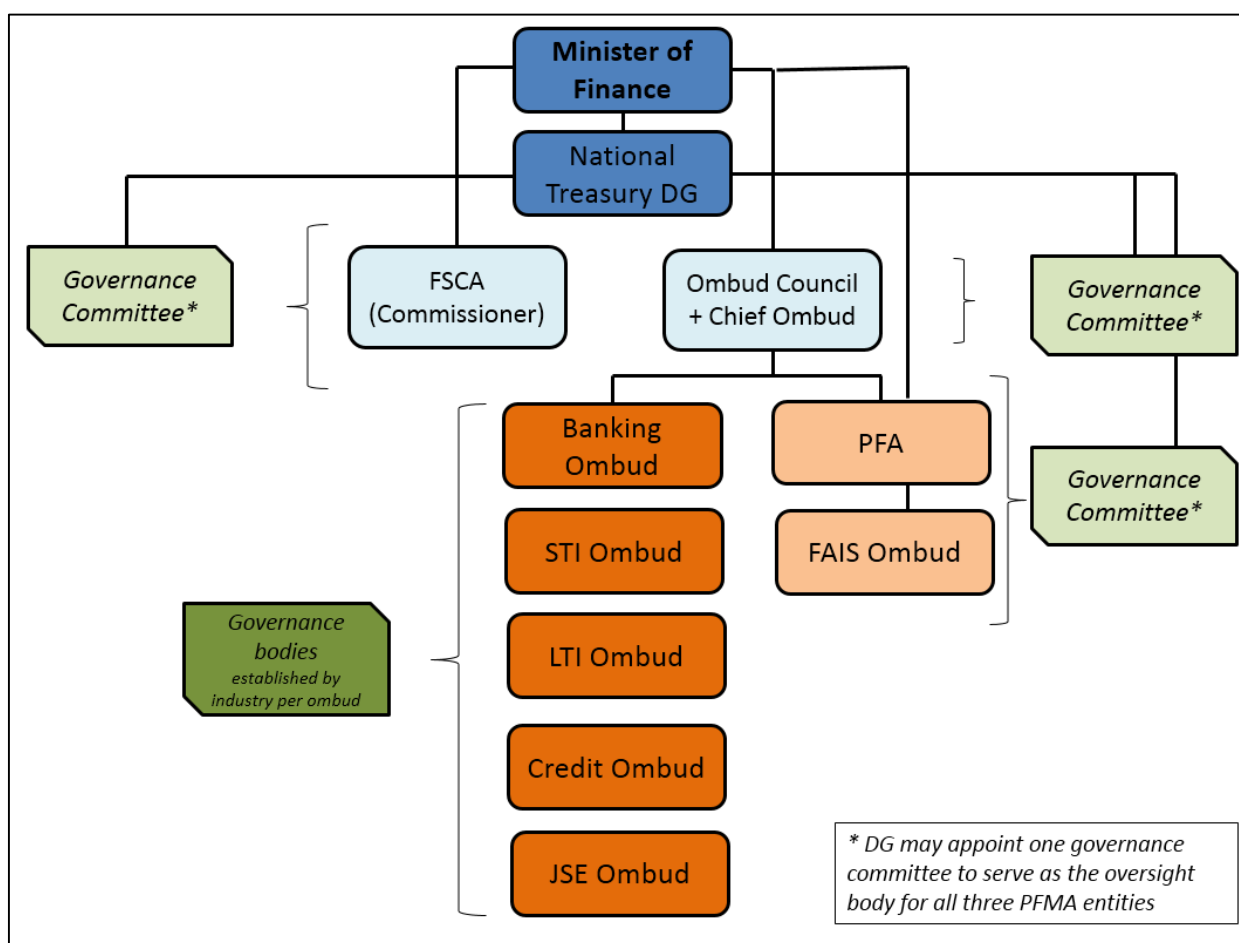 Minister of
Finance
National
Treasury DG
Governance
Committee*
FSCA
(Commissioner)
Ombud Council
+ Chief Ombud
Governance
Committee*
Banking
Ombud
PFA
Governance
Committee*
STI Ombud
FAIS Ombud
Governance
bodies
established by
industry per ombud
LTI Ombud
Credit Ombud
JSE Ombud
* DG may appoint one governance
committee to serve as the oversight
body for all three PFMA entities